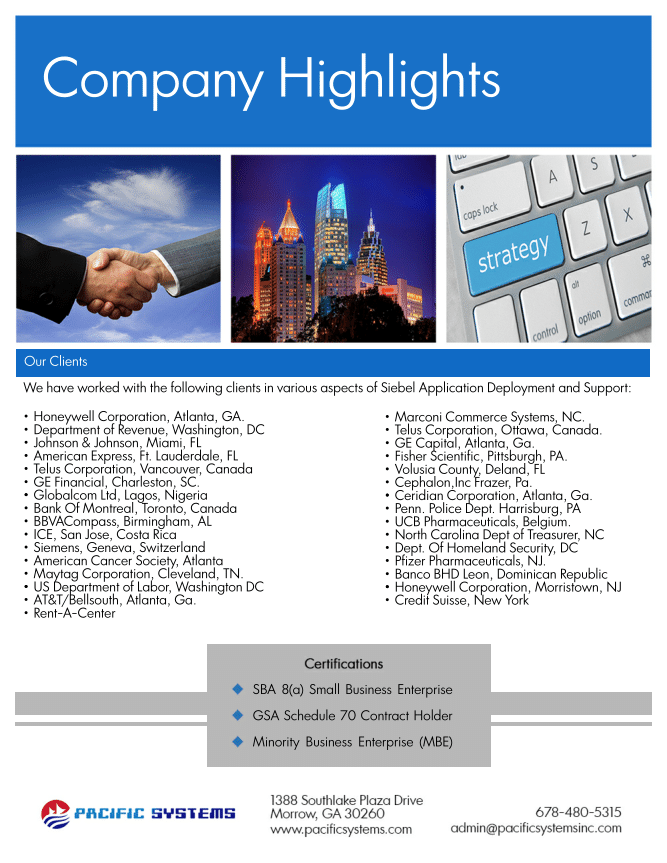 Company Highlights
caps lock
A
S
Z
X
strategy
alt
control
option
⌘
Our Clients
We have worked with the following clients in various aspects of Siebel Application Deployment and Support:
• Honeywell Corporation, Atlanta, GA.
• Department of Revenue, Washington, DC
• Johnson & Johnson, Miami, FL
• American Express, Ft. Lauderdale, FL
• Telus Corporation, Vancouver, Canada
• GE Financial, Charleston, SC.
• Globalcom Ltd, Lagos, Nigeria
• Bank Of Montreal, Toronto, Canada
• BBVACompass, Birmingham, AL
• ICE, San Jose, Costa Rica
• Siemens, Geneva, Switzerland
• American Cancer Society, Atlanta
• Maytag Corporation, Cleveland, TN.
• US Department of Labor, Washington DC
• AT&T/Bellsouth, Atlanta, Ga.
• Rent-A-Center
• Marconi Commerce Systems, NC.
• Telus Corporation, Ottawa, Canada.
• GE Capital, Atlanta, Ga.
• Fisher Scientific, Pittsburgh, PA.
• Volusia County, Deland, FL
• Cephalon,Inc Frazer, Pa.
• Ceridian Corporation, Atlanta, Ga.
• Penn. Police Dept. Harrisburg, PA
• UCB Pharmaceuticals, Belgium.
• North Carolina Dept of Treasurer, NC
• Dept. Of Homeland Security, DC
• Pfizer Pharmaceuticals, NJ.
• Banco BHD Leon, Dominican Republic
• Honeywell Corporation, Morristown, NJ
• Credit Suisse, New York
Certifications
◆ SBA 8(a) Small Business Enterprise
◆ GSA Schedule 70 Contract Holder
◆ Minority Business Enterprise (MBE)
PACIFIC SYSTEMS
1388 Southlake Plaza Drive
Morrow, GA 30260
www.pacificsystems.com
678-480-5315
admin@pacificsystemsinc.com